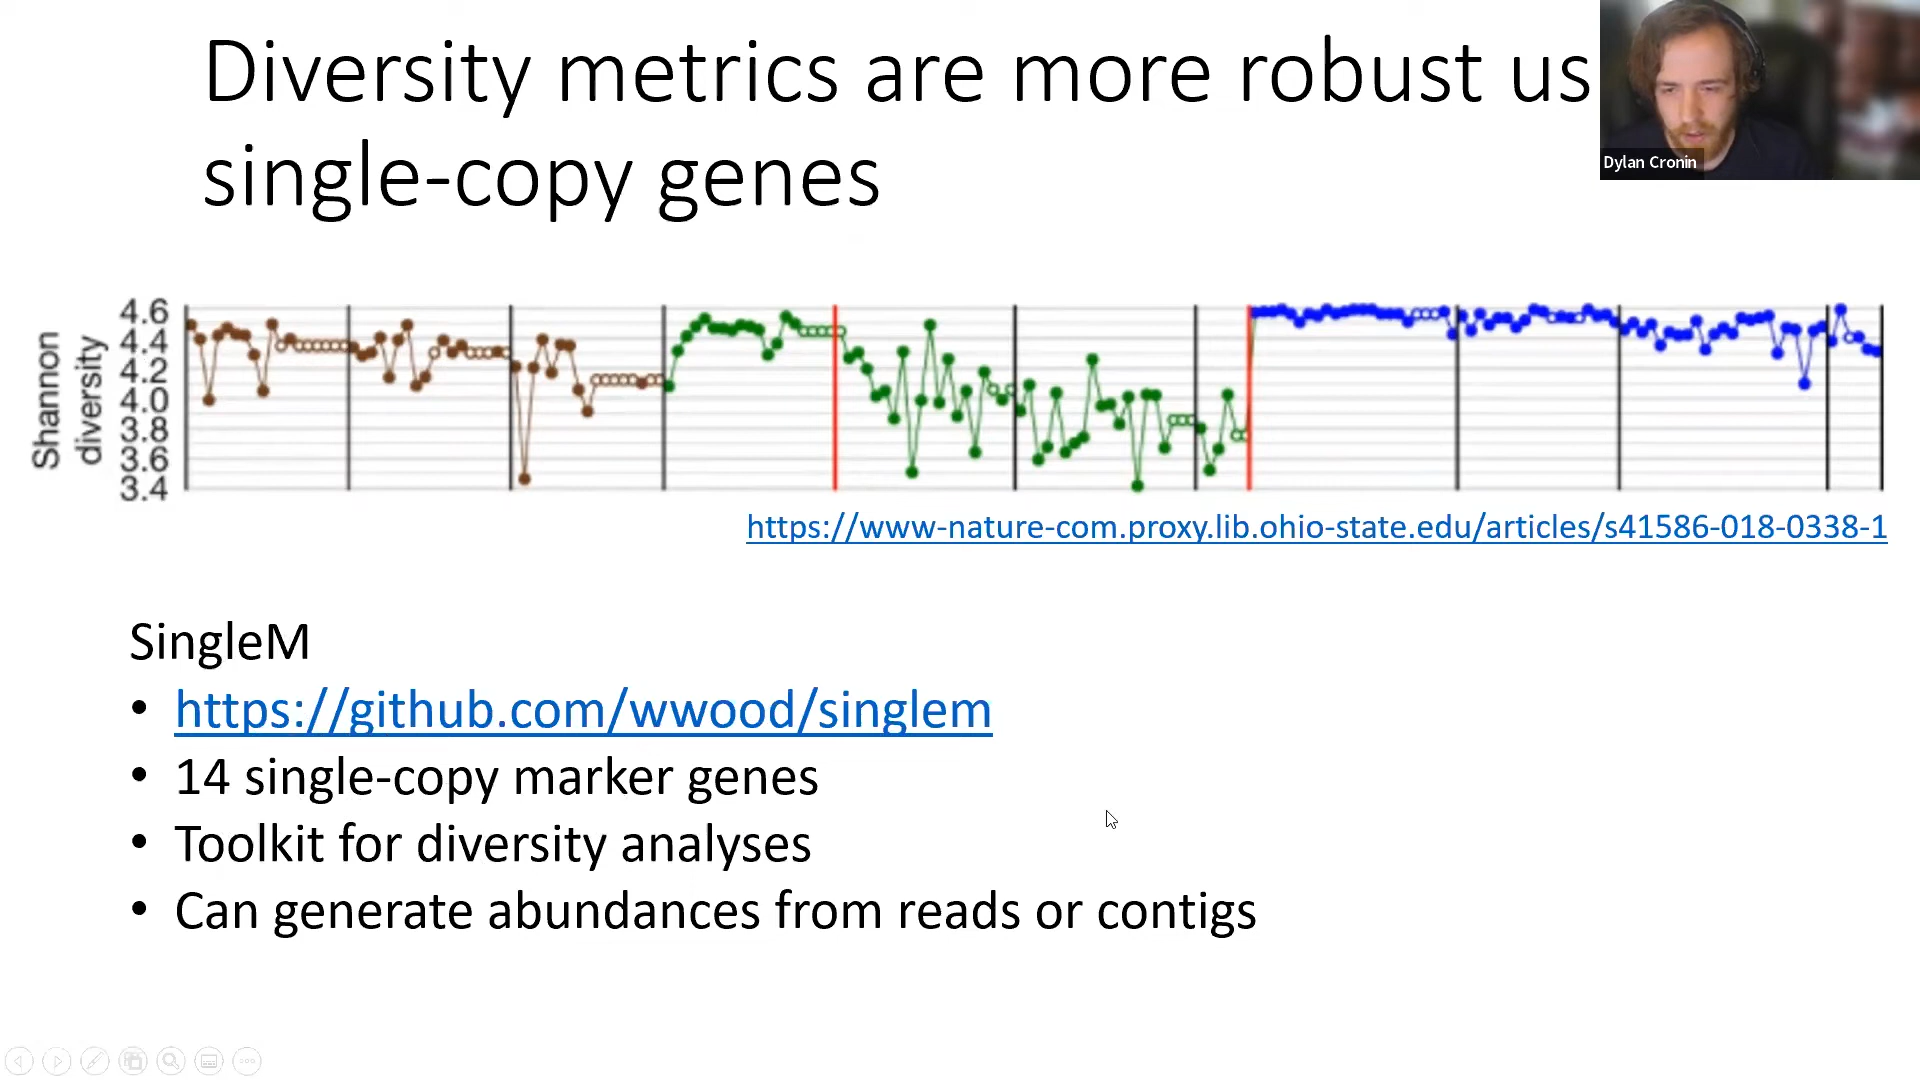 Diversity metrics are more robust us
single-copy genes
Dylan Cronin
Shannon
diversity
4.6
4.4
4.2
4.0
3.8
3.6
3.4
https://www-nature-com.proxy.lib.ohio-state.edu/articles/s41586-018-0338-1
SingleM
• https://github.com/wwood/singlem
• 14 single-copy marker genes
• Toolkit for diversity analyses
• Can generate abundances from reads or contigs